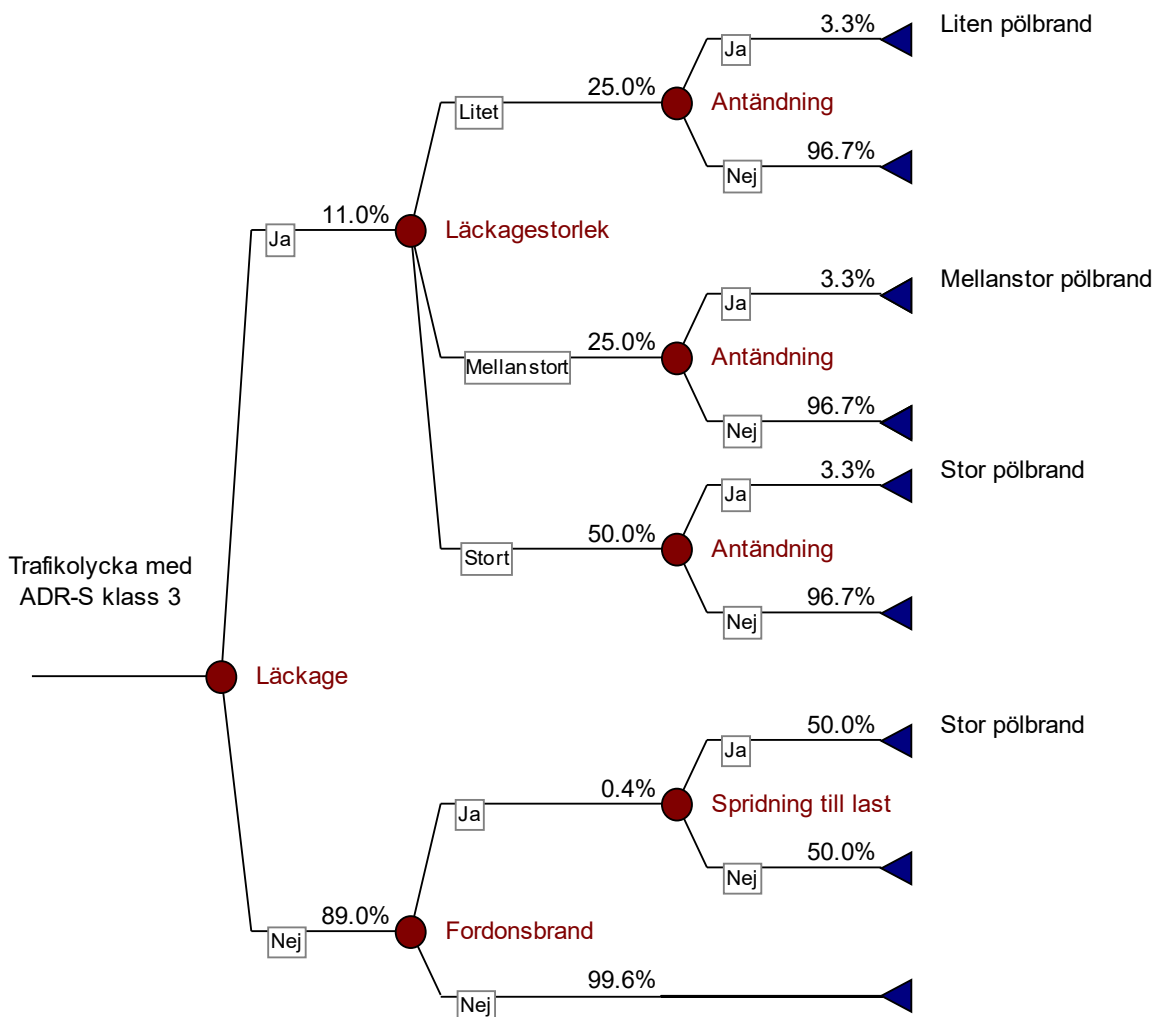 3.3%
Liten pölbrand
Ja
25.0%
Antändning
Litet
96.7%
Nej
11.0%
Läckagestorlek
Ja
3.3%
Mellanstor pölbrand
Ja
25.0%
Antändning
Mellanstort
96.7%
Nej
3.3%
Stor pölbrand
Ja
50.0%
Antändning
Stort
96.7%
Nej
Trafikolycka med
ADR-S klass 3
Läckage
50.0%
Stor pölbrand
Ja
0.4%
Spridning till last
Ja
50.0%
Nej
89.0%
Fordonsbrand
Nej
99.6%
Nej